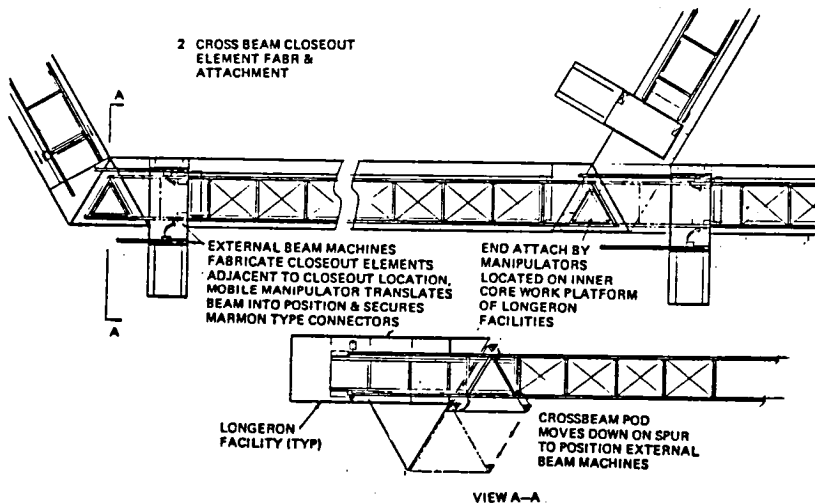 2 CROSS BEAM CLOSEOUT
ELEMENT FABR &
ATTACHMENT
A
EXTERNAL BEAM MACHINES
FABRICATE CLOSEOUT ELEMENTS
ADJACENT TO CLOSEOUT LOCATION,
MOBILE MANIPULATOR TRANSLATES
BEAM INTO POSITION & SECURES
MARMON TYPE CONNECTORS
END ATTACH BY
MANIPULATORS
LOCATED ON INNER
CORE WORK PLATFORM
OF LONGERON
FACILITIES
A
LONGERON
FACILITY (TYP)
CROSSBEAM POD
MOVES DOWN ON SPUR
TO POSITION EXTERNAL
BEAM MACHINES
VIEW A–A